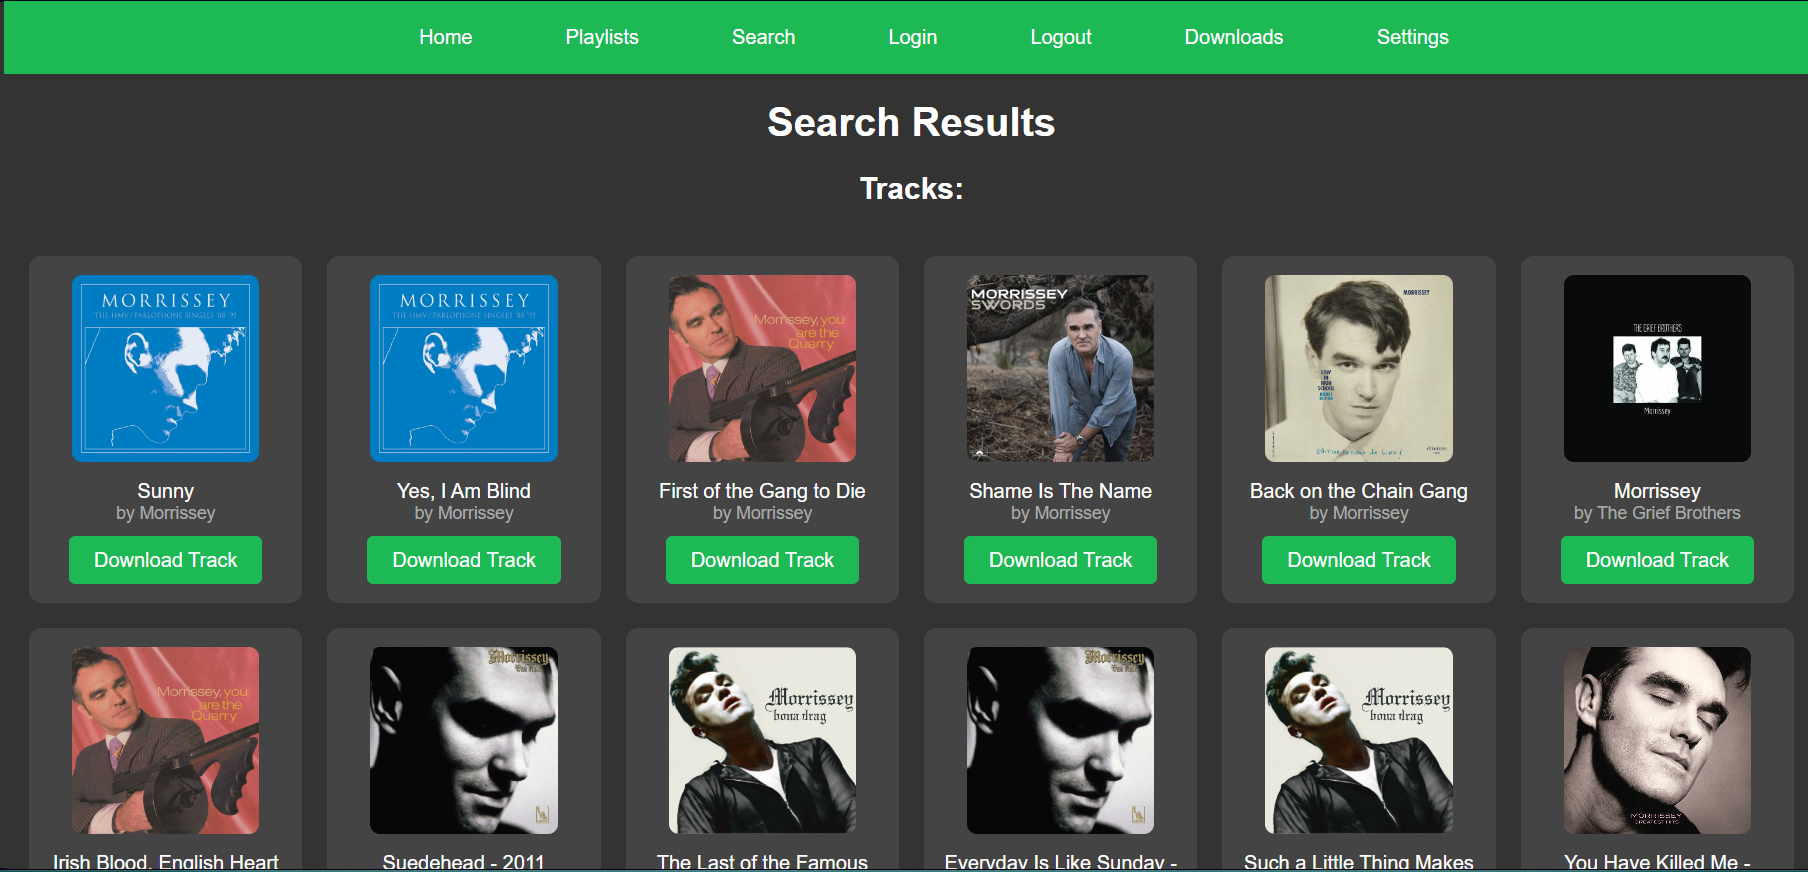 Home Playlists Search Login Logout Downloads Settings
Search Results
Tracks:
MORRISSEY
THE HMV/PARLOPHONE SINGLES '88-'95
MORRISSEY
THE HMV/PARLOPHONE SINGLES '88-'95
Morrissey, you
are the
Quarry
MORRISSEY
SWORDS
MORRISSEY
LOW
IN
HIGH
SCHOOL
THE GRIEF BROTHERS
Morrissey
Sunny
by Morrissey
Download Track
Yes, I Am Blind
by Morrissey
Download Track
First of the Gang to Die
by Morrissey
Download Track
Shame Is The Name
by Morrissey
Download Track
Back on the Chain Gang
by Morrissey
Download Track
Morrissey
by The Grief Brothers
Download Track
Morrissey, you
are the
Quarry
Morrissey
Morrissey
bona drag
Morrissey
Morrissey
bona drag
MORRISSEY
GREATEST HITS
Irish Blood, English Heart
Suedehead - 2011
The Last of the Famous
Everyday Is Like Sunday -
Such a Little Thing Makes
You Have Killed Me -